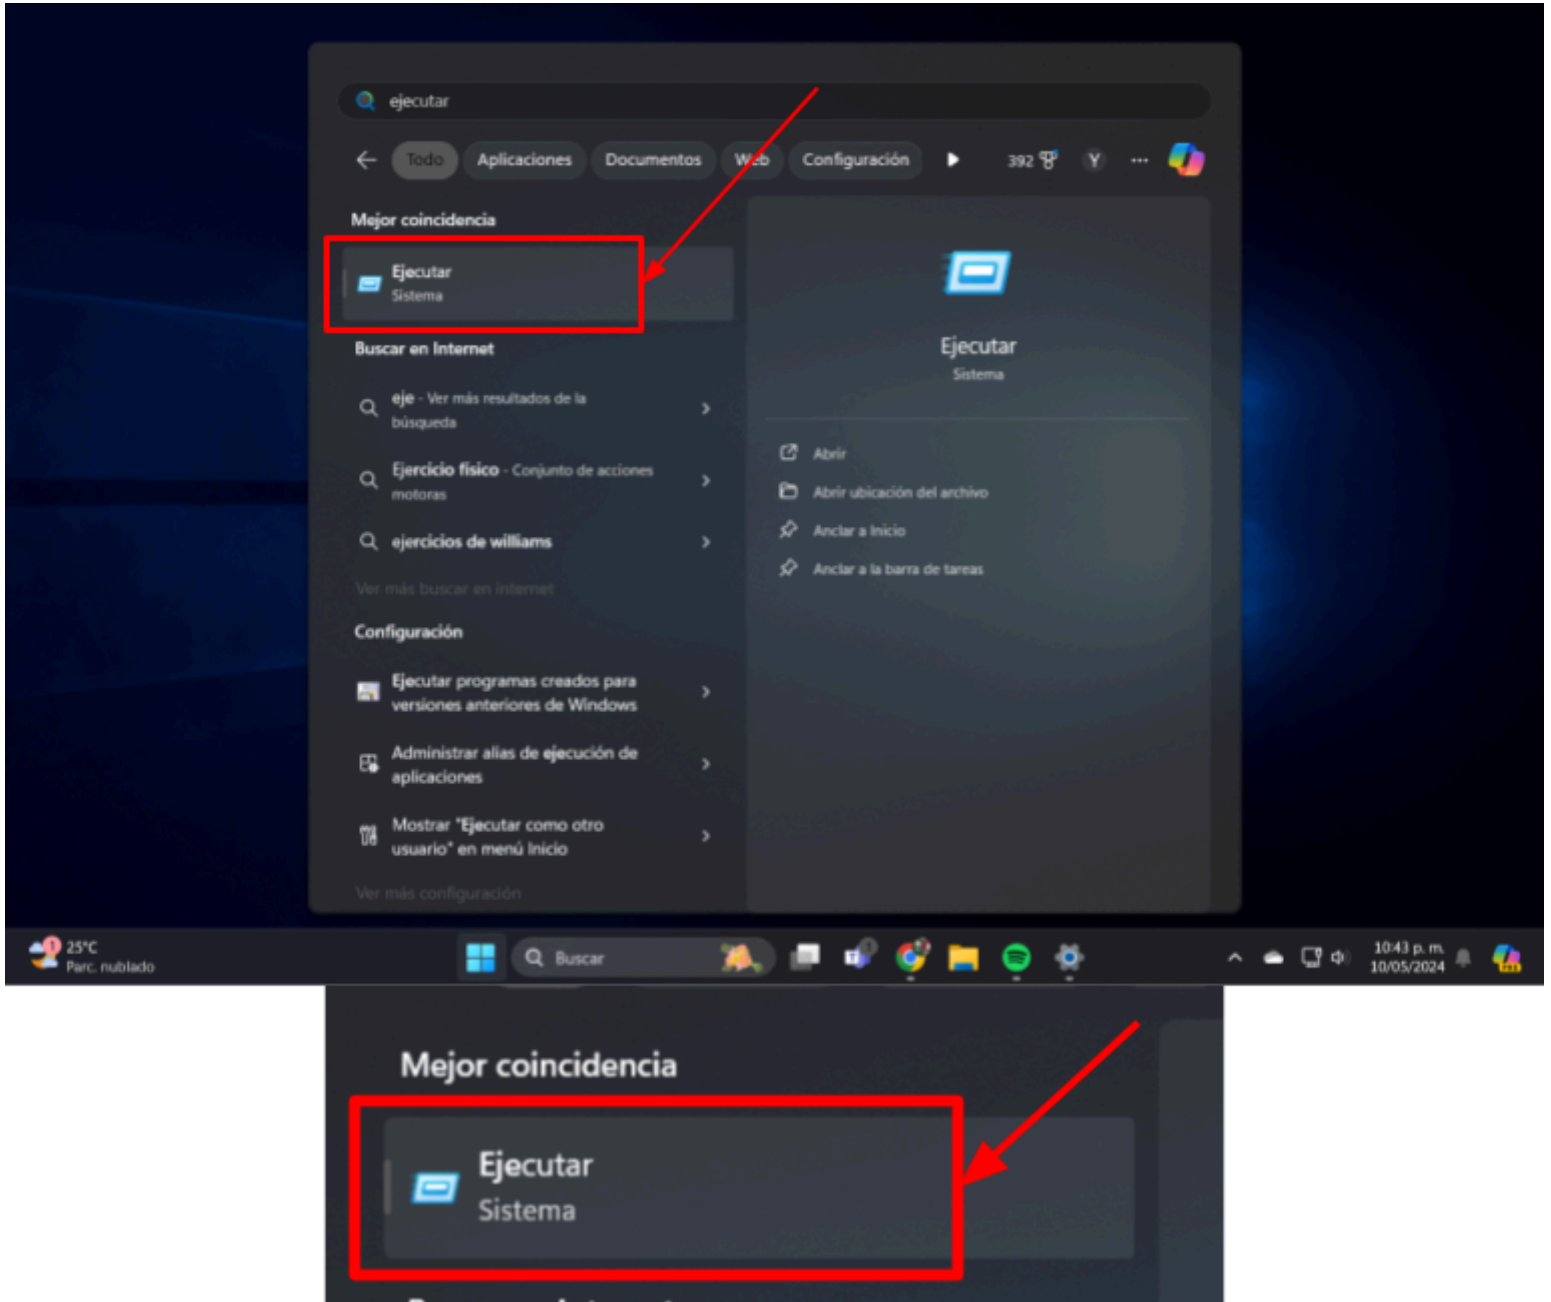 ejecutar
Todo Aplicaciones Documentos Web Configuración 392 Y
Mejor coincidencia
Ejecutar
Sistema
Buscar en Internet
eje - Ver más resultados de la
búsqueda
Ejercicio físico - Conjunto de acciones
motoras
ejercicios de williams
Ver más buscar en internet
Configuración
Ejecutar programas creados para
versiones anteriores de Windows
Administrar alias de ejecución de
aplicaciones
Mostrar "Ejecutar como otro
usuario" en menú Inicio
Ver más configuración
Ejecutar
Sistema
Abrir
Abrir ubicación del archivo
Anclar a Inicio
Anclar a la barra de tareas
1
25°C
Parc. nublado
Buscar
10:43 p. m.
10/05/2024
Mejor coincidencia
Ejecutar
Sistema